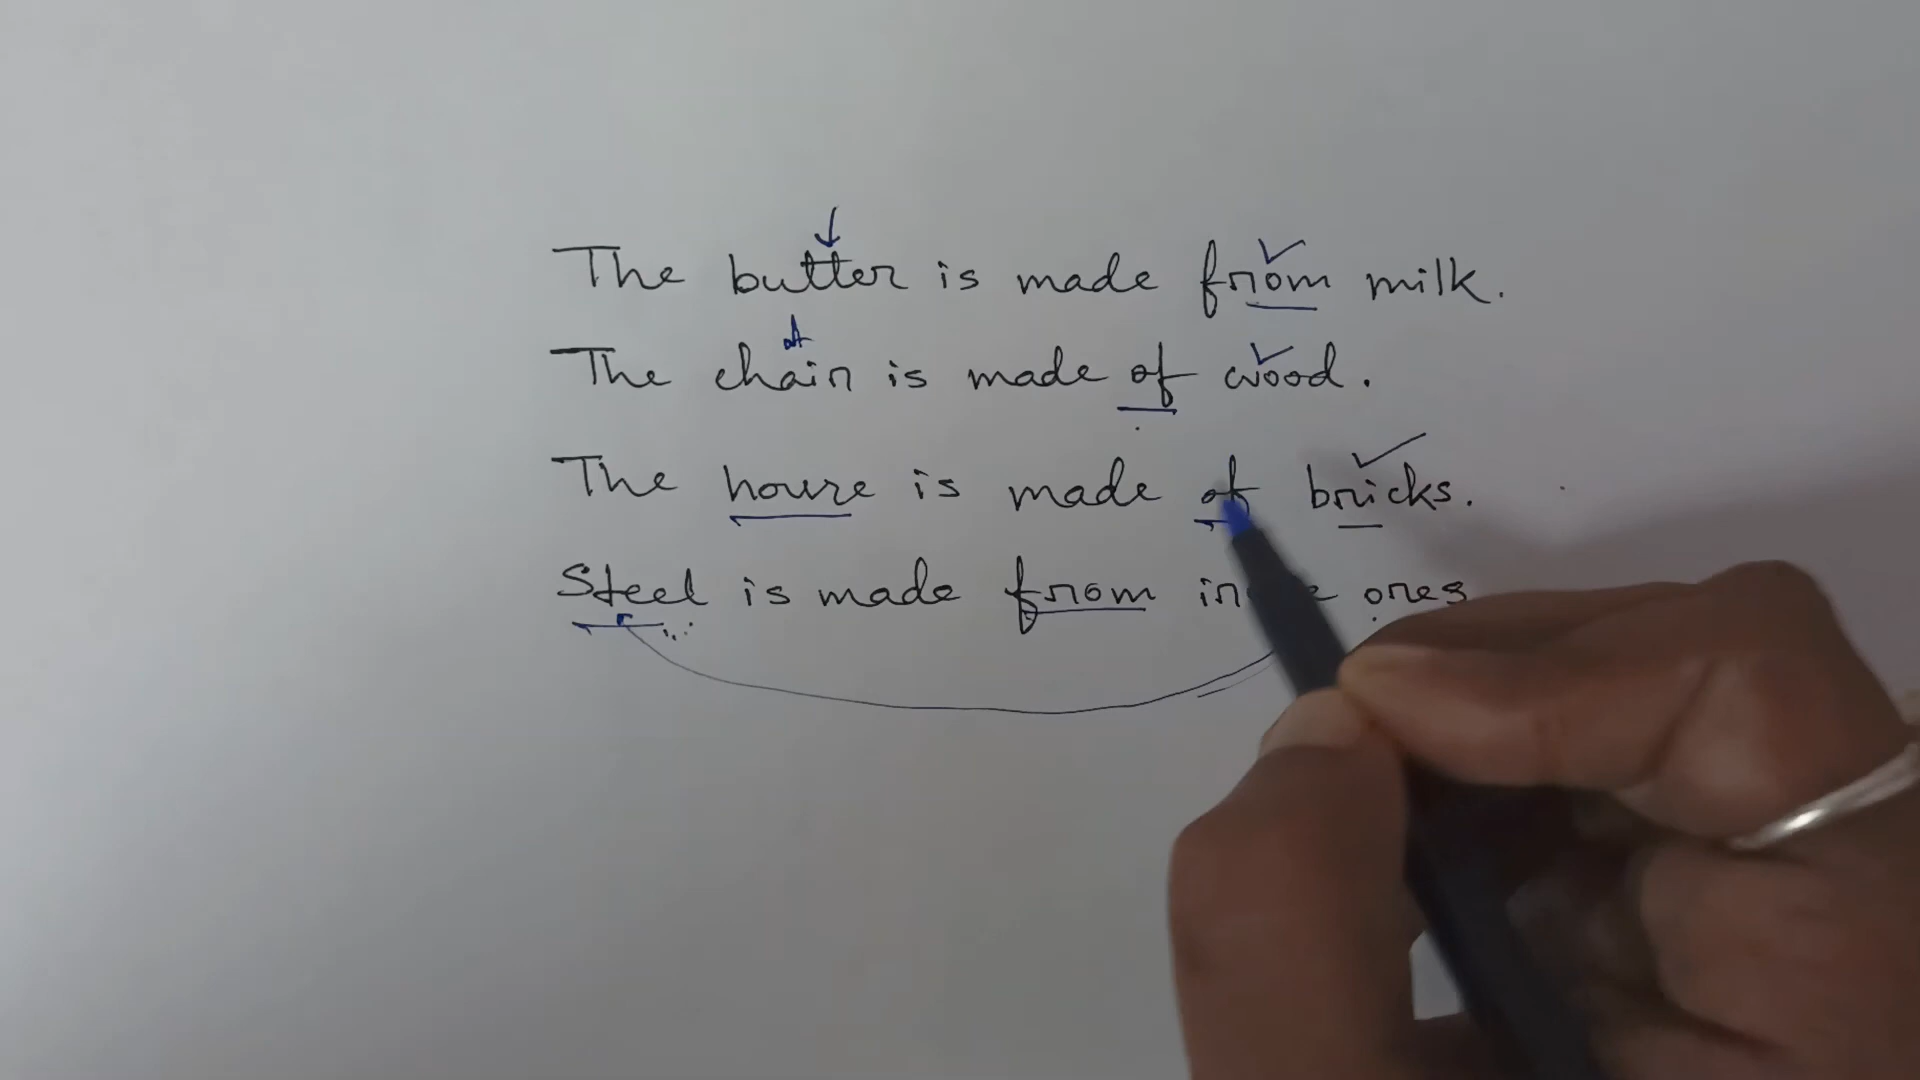 The butter is made from milk.
The chair is made of wood.
The house is made of bricks.
Steel is made from ores